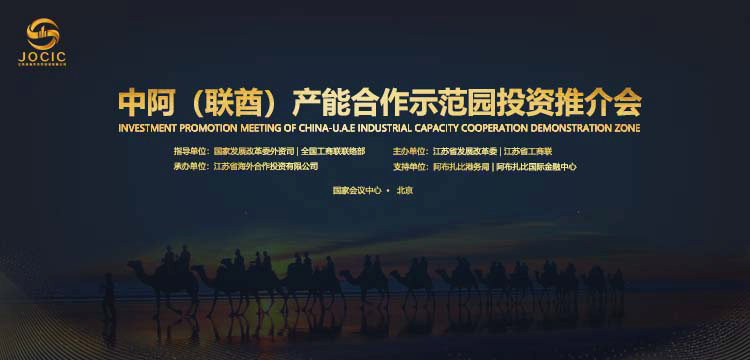 JOCIC
中阿（联酋）产能合作示范园投资推介会
INVESTMENT PROMOTION MEETING OF CHINA-U.A.E INDUSTRIAL CAPACITY COOPERATION DEMONSTRATION ZONE
指导单位：国家发展改革委外资司 | 全国工商联联络部
主办单位：江苏省发展改革委 | 江苏省工商联
承办单位：江苏省海外合作投资有限公司
支持单位：阿布扎比港务局 | 阿布扎比国际金融中心
国家会议中心 · 北京